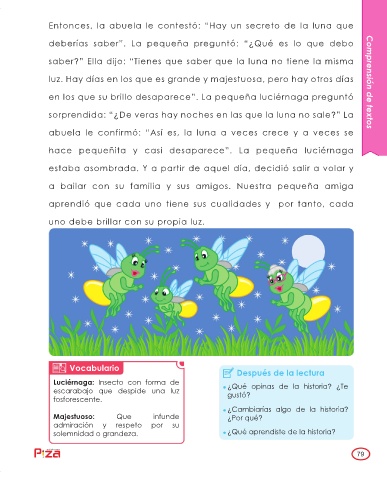 Entonces, la abuela le contestó: “Hay un secreto de la luna que
deberías saber”. La pequeña preguntó: “¿Qué es lo que debo
saber?” Ella dijo: “Tienes que saber que la luna no tiene la misma
luz. Hay días en los que es grande y majestuosa, pero hay otros días
en los que su brillo desaparece”. La pequeña luciérnaga preguntó
sorprendida: “¿De veras hay noches en las que la luna no sale?” La
abuela le confirmó: “Así es, la luna a veces crece y a veces se
hace pequeñita y casi desaparece”. La pequeña luciérnaga
estaba asombrada. Y a partir de aquel día, decidió salir a volar y
a bailar con su familia y sus amigos. Nuestra pequeña amiga
aprendió que cada uno tiene sus cualidades y por tanto, cada
uno debe brillar con su propia luz.
Comprensión de textos
Vocabulario
Luciérnaga: Insecto con forma de
escarabajo que despide una luz
fosforescente.
Majestuoso: Que infunde
admiración y respeto por su
solemnidad o grandeza.
Después de la lectura
¿Qué opinas de la historia? ¿Te
gustó?
¿Cambiarías algo de la historia?
¿Por qué?
¿Qué aprendiste de la historia?
Pizza
79